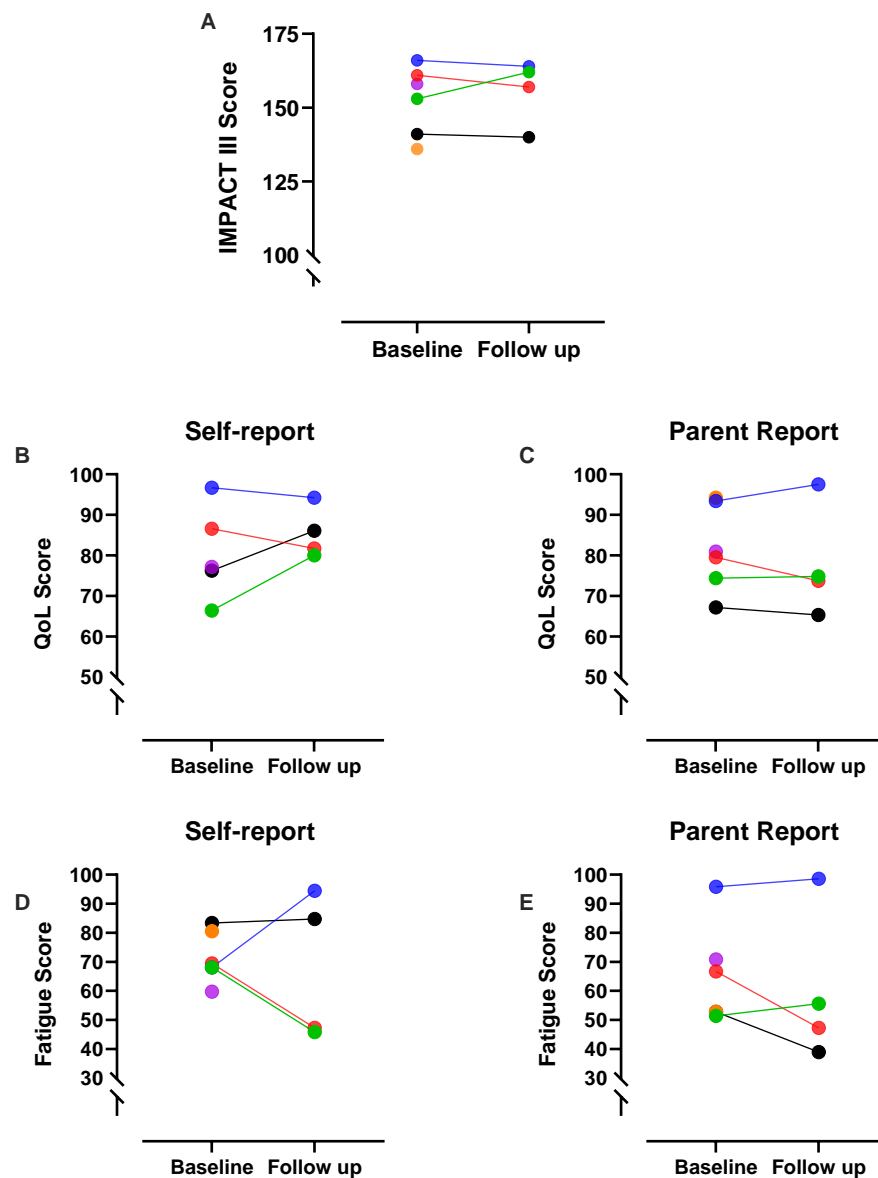 A
175
150
125
100
IMPACT III Score
Baseline Follow up
Self-report
Parent Report
B
100
90
80
70
60
50
QoL Score
Baseline Follow up
C
100
90
80
70
60
50
QoL Score
Baseline Follow up
Self-report
Parent Report
D
100
90
80
70
60
50
40
30
Fatigue Score
Baseline Follow up
E
100
90
80
70
60
50
40
30
Fatigue Score
Baseline Follow up